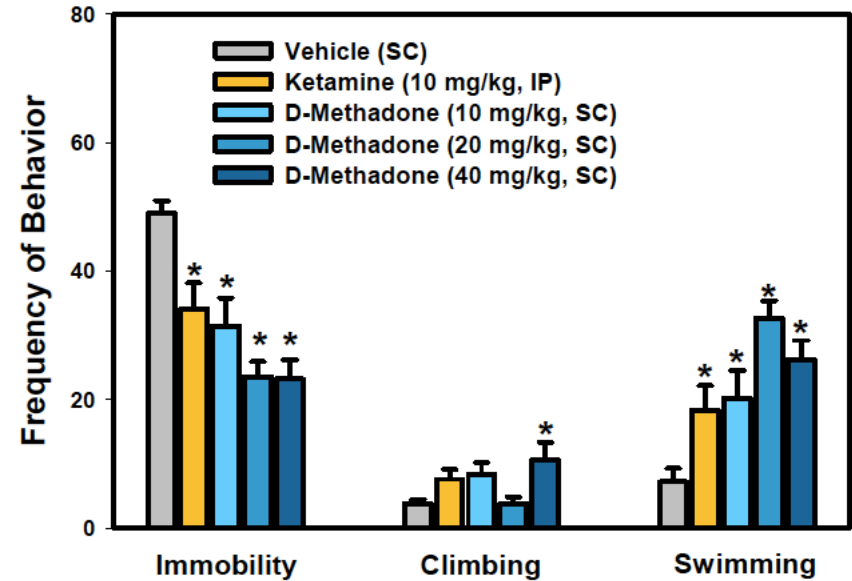 80
60
40
20
0
Frequency of Behavior
Vehicle (SC)
Ketamine (10 mg/kg, IP)
D-Methadone (10 mg/kg, SC)
D-Methadone (20 mg/kg, SC)
D-Methadone (40 mg/kg, SC)
* * * *
*
* * * *
Immobility Climbing Swimming